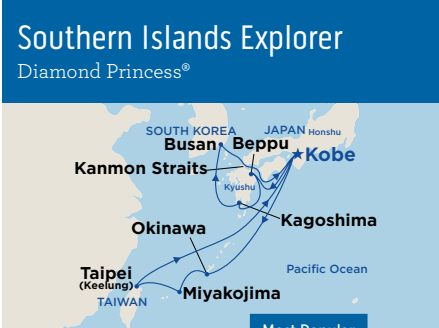 Southern Islands Explorer
Diamond Princess®
SOUTH KOREA
JAPAN
Honshu
Busan
Beppu
Kobe
Kanmon Straits
Kyushu
Kagoshima
Okinawa
Pacific Ocean
Taipei
(Keelung)
Miyakojima
TAIWAN